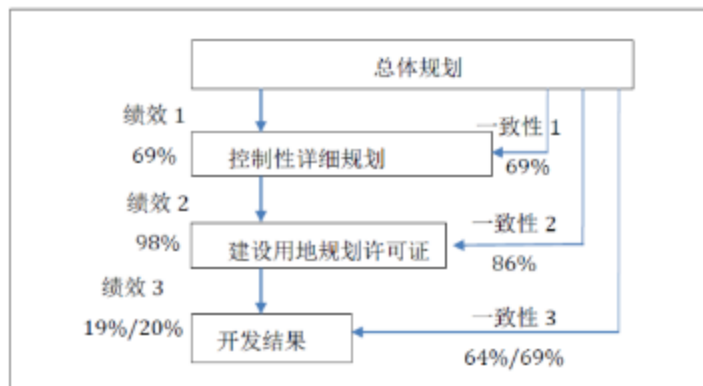 总体规划
绩效 1
一致性 1
69%
控制性详细规划
69%
绩效 2
一致性 2
98%
建设用地规划许可证
86%
绩效 3
一致性 3
19%/20%
开发结果
64%/69%